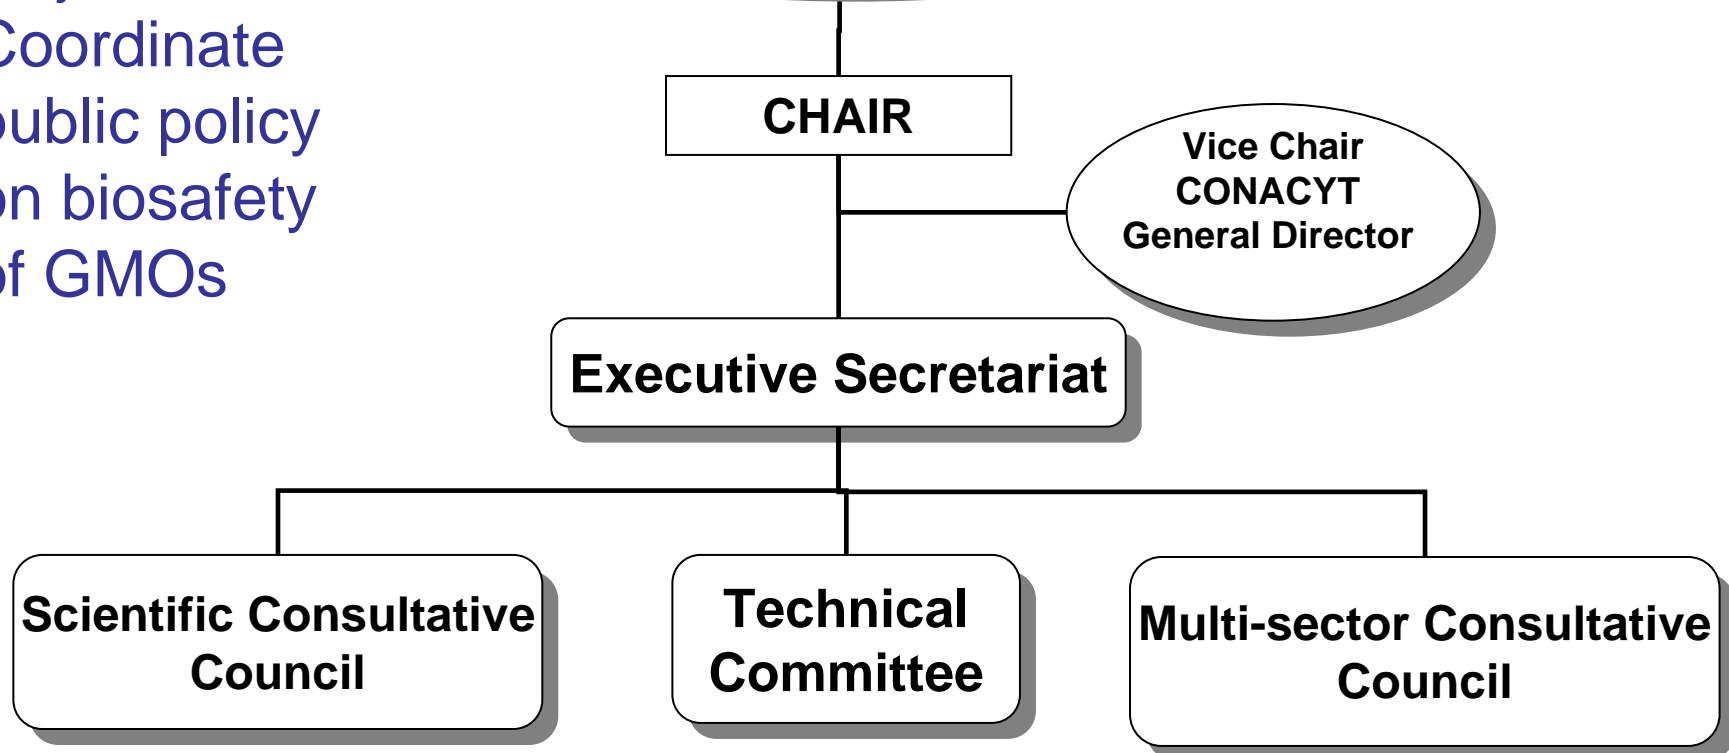 Coordinate
public policy
on biosafety
of GMOs
CHAIR
Vice Chair
CONACYT
General Director
Executive Secretariat
Scientific Consultative
Council
Technical
Committee
Multi-sector Consultative
Council